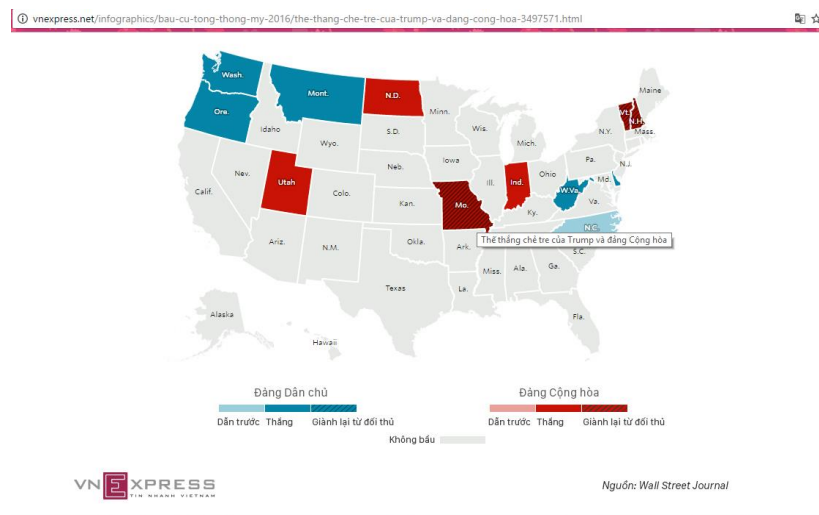 vnexpress.net/infographics/bau-cu-tong-thong-my-2016/the-thang-che-tre-cua-trump-va-dang-cong-hoa-3497571.html
Wash.
Mont.
N.D.
Minn.
Maine
Ore.
Vt.
N.H.
Idaho
S.D.
Wis.
N.Y.
Mass.
Wyo.
Mich.
Nev.
Neb.
Iowa
Pa.
N.J.
Utah
Colo.
Ill.
Ind.
Ohio
Md.
Calif.
Kan.
Mo.
W.Va.
Va.
Ky.
N.C.
Ariz.
N.M.
Okla.
Ark.
Thế thắng chẻ tre của Trump và đảng Cộng hòa
S.C.
Miss.
Ala.
Ga.
Texas
La.
Alaska
Fla.
Hawaii
Đảng Dân chủ
Đảng Cộng hòa
Dẫn trước Thắng Giành lại từ đối thủ
Dẫn trước Thắng Giành lại từ đối thủ
Không bầu
VNEXPRESS
TIN NHANH VIETNAM
Nguồn: Wall Street Journal